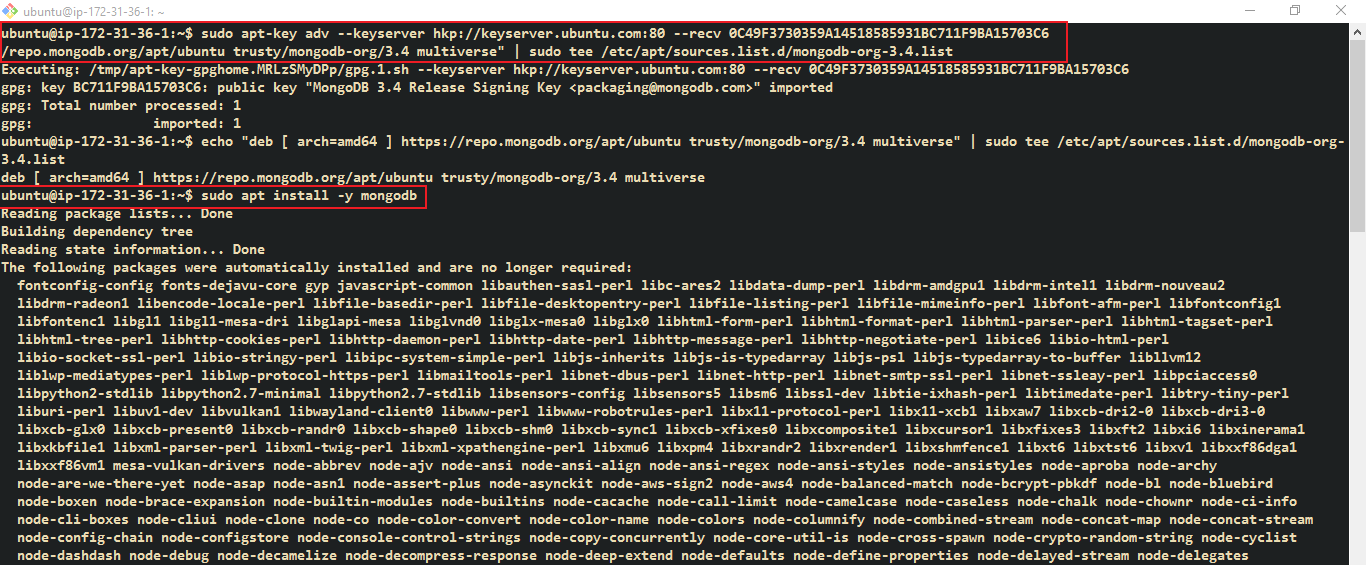 ubuntu@ip-172-31-36-1: ~
ubuntu@ip-172-31-36-1:~$ sudo apt-key adv --keyserver hkp://keyserver.ubuntu.com:80 --recv 0C49F3730359A14518585931BC711F9BA15703C6
/repo.mongodb.org/apt/ubuntu trusty/mongodb-org/3.4 multiverse" | sudo tee /etc/apt/sources.list.d/mongodb-org-3.4.list
Executing: /tmp/apt-key-gpghome.MRLzSMyDPp/gpg.1.sh --keyserver hkp://keyserver.ubuntu.com:80 --recv 0C49F3730359A14518585931BC711F9BA15703C6
gpg: key BC711F9BA15703C6: public key "MongoDB 3.4 Release Signing Key <packaging@mongodb.com>" imported
gpg: Total number processed: 1
gpg:               imported: 1
ubuntu@ip-172-31-36-1:~$ echo "deb [ arch=amd64 ] https://repo.mongodb.org/apt/ubuntu trusty/mongodb-org/3.4 multiverse" | sudo tee /etc/apt/sources.list.d/mongodb-org-
3.4.list
deb [ arch=amd64 ] https://repo.mongodb.org/apt/ubuntu trusty/mongodb-org/3.4 multiverse
ubuntu@ip-172-31-36-1:~$ sudo apt install -y mongodb
Reading package lists... Done
Building dependency tree
Reading state information... Done
The following packages were automatically installed and are no longer required:
  fontconfig-config fonts-dejavu-core gyp javascript-common libauthen-sasl-perl libc-ares2 libdata-dump-perl libdrm-amdgpu1 libdrm-intel1 libdrm-nouveau2
  libdrm-radeon1 libencode-locale-perl libfile-basedir-perl libfile-desktopentry-perl libfile-listing-perl libfile-mimeinfo-perl libfont-afm-perl libfontconfig1
  libfontenc1 libgl1 libgl1-mesa-dri libglapi-mesa libglvnd0 libglx-mesa0 libglx0 libhtml-form-perl libhtml-format-perl libhtml-parser-perl libhtml-tagset-perl
  libhtml-tree-perl libhttp-cookies-perl libhttp-daemon-perl libhttp-date-perl libhttp-message-perl libhttp-negotiate-perl libice6 libio-html-perl
  libio-socket-ssl-perl libio-stringy-perl libipc-system-simple-perl libjs-inherits libjs-is-typedarray libjs-psl libjs-typedarray-to-buffer libllvm12
  liblwp-mediatypes-perl liblwp-protocol-https-perl libmailtools-perl libnet-dbus-perl libnet-http-perl libnet-smtp-ssl-perl libnet-ssleay-perl libpciaccess0
  libpython2-stdlib libpython2.7-minimal libpython2.7-stdlib libsensors-config libsensors5 libsm6 libssl-dev libtie-ixhash-perl libtimedate-perl libtry-tiny-perl
  liburi-perl libuv1-dev libvulkan1 libwayland-client0 libwww-perl libwww-robotrules-perl libx11-protocol-perl libx11-xcb1 libxaw7 libxcb-dri2-0 libxcb-dri3-0
  libxcb-glx0 libxcb-present0 libxcb-randr0 libxcb-shape0 libxcb-shm0 libxcb-sync1 libxcb-xfixes0 libxcomposite1 libxcursor1 libxfixes3 libxft2 libxi6 libxinerama1
  libxkbfile1 libxml-parser-perl libxml-twig-perl libxml-xpathengine-perl libxmu6 libxpm4 libxrandr2 libxrender1 libxshmfence1 libxt6 libxtst6 libxv1 libxxf86dga1
  libxxf86vm1 mesa-vulkan-drivers node-abbrev node-ajv node-ansi node-ansi-align node-ansi-regex node-ansi-styles node-ansistyles node-aproba node-archy
  node-are-we-there-yet node-asap node-asn1 node-assert-plus node-asynckit node-aws-sign2 node-aws4 node-balanced-match node-bcrypt-pbkdf node-bl node-bluebird
  node-boxen node-brace-expansion node-builtin-modules node-builtins node-cacache node-call-limit node-camelcase node-caseless node-chalk node-chownr node-ci-info
  node-cli-boxes node-cliui node-clone node-co node-color-convert node-color-name node-colors node-columnify node-combined-stream node-concat-map node-concat-stream
  node-config-chain node-configstore node-console-control-strings node-copy-concurrently node-core-util-is node-cross-spawn node-crypto-random-string node-cyclist
  node-dashdash node-debug node-decamelize node-decompress-response node-deep-extend node-defaults node-define-properties node-delayed-stream node-delegates